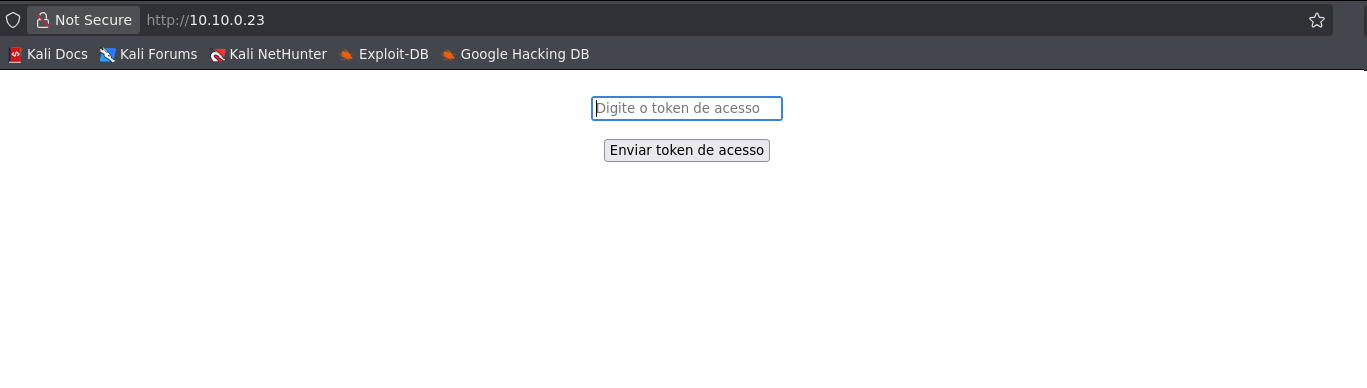 Not Secure http://10.10.0.23
Kali Docs Kali Forums Kali NetHunter Exploit-DB Google Hacking DB
Digite o token de acesso
Enviar token de acesso